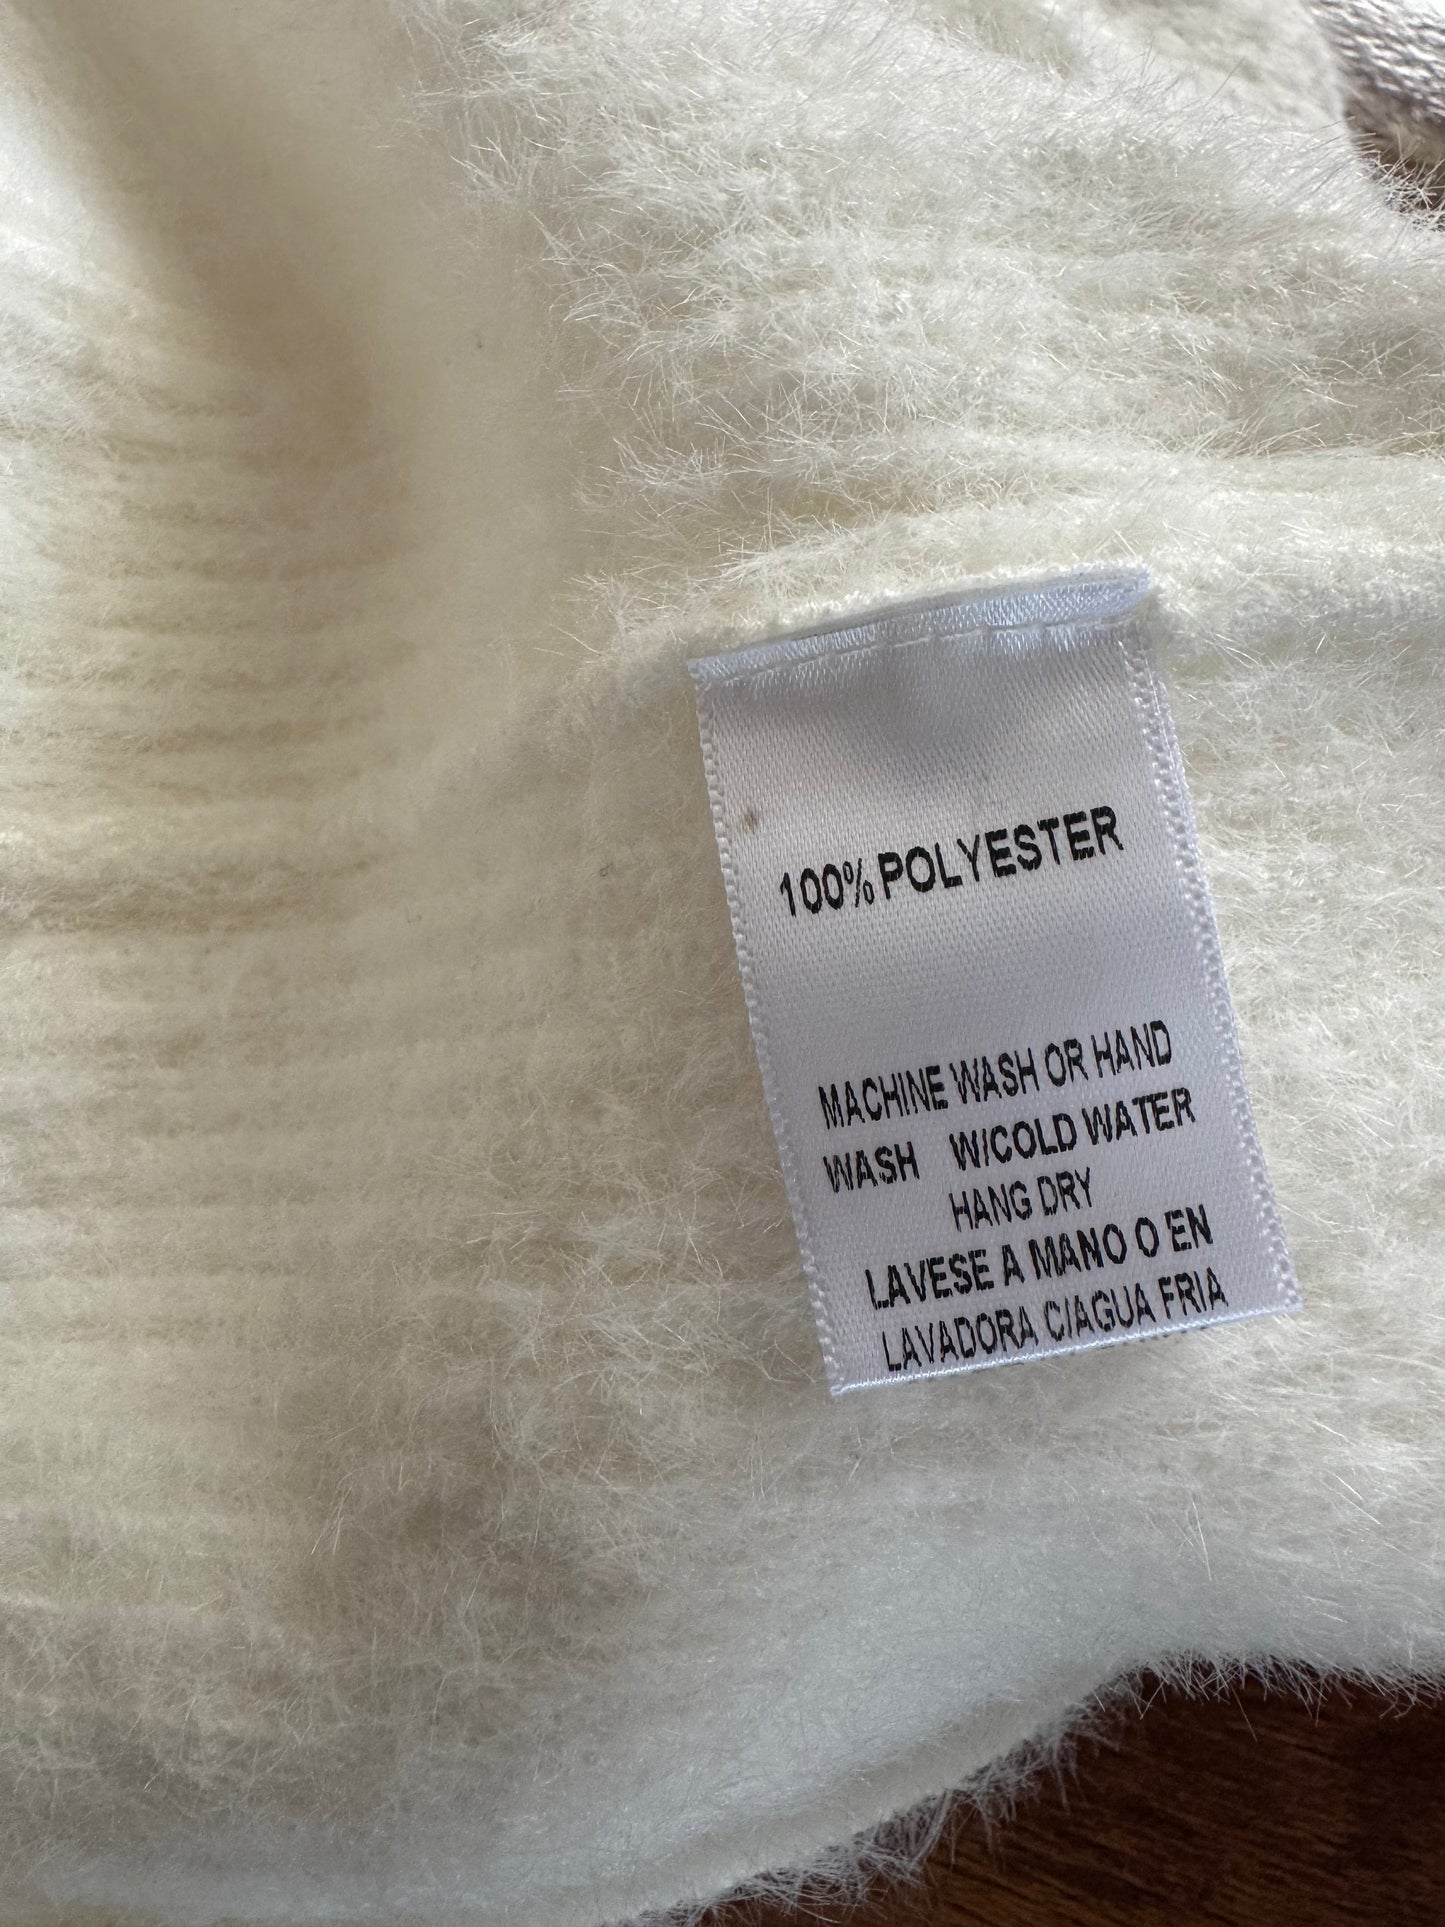 100% POLYESTER
MACHINE WASH OR HAND
WASH W/COLD WATER
HANG DRY
LAVESE A MANO O EN
LAVADORA C/AGUA FRIA